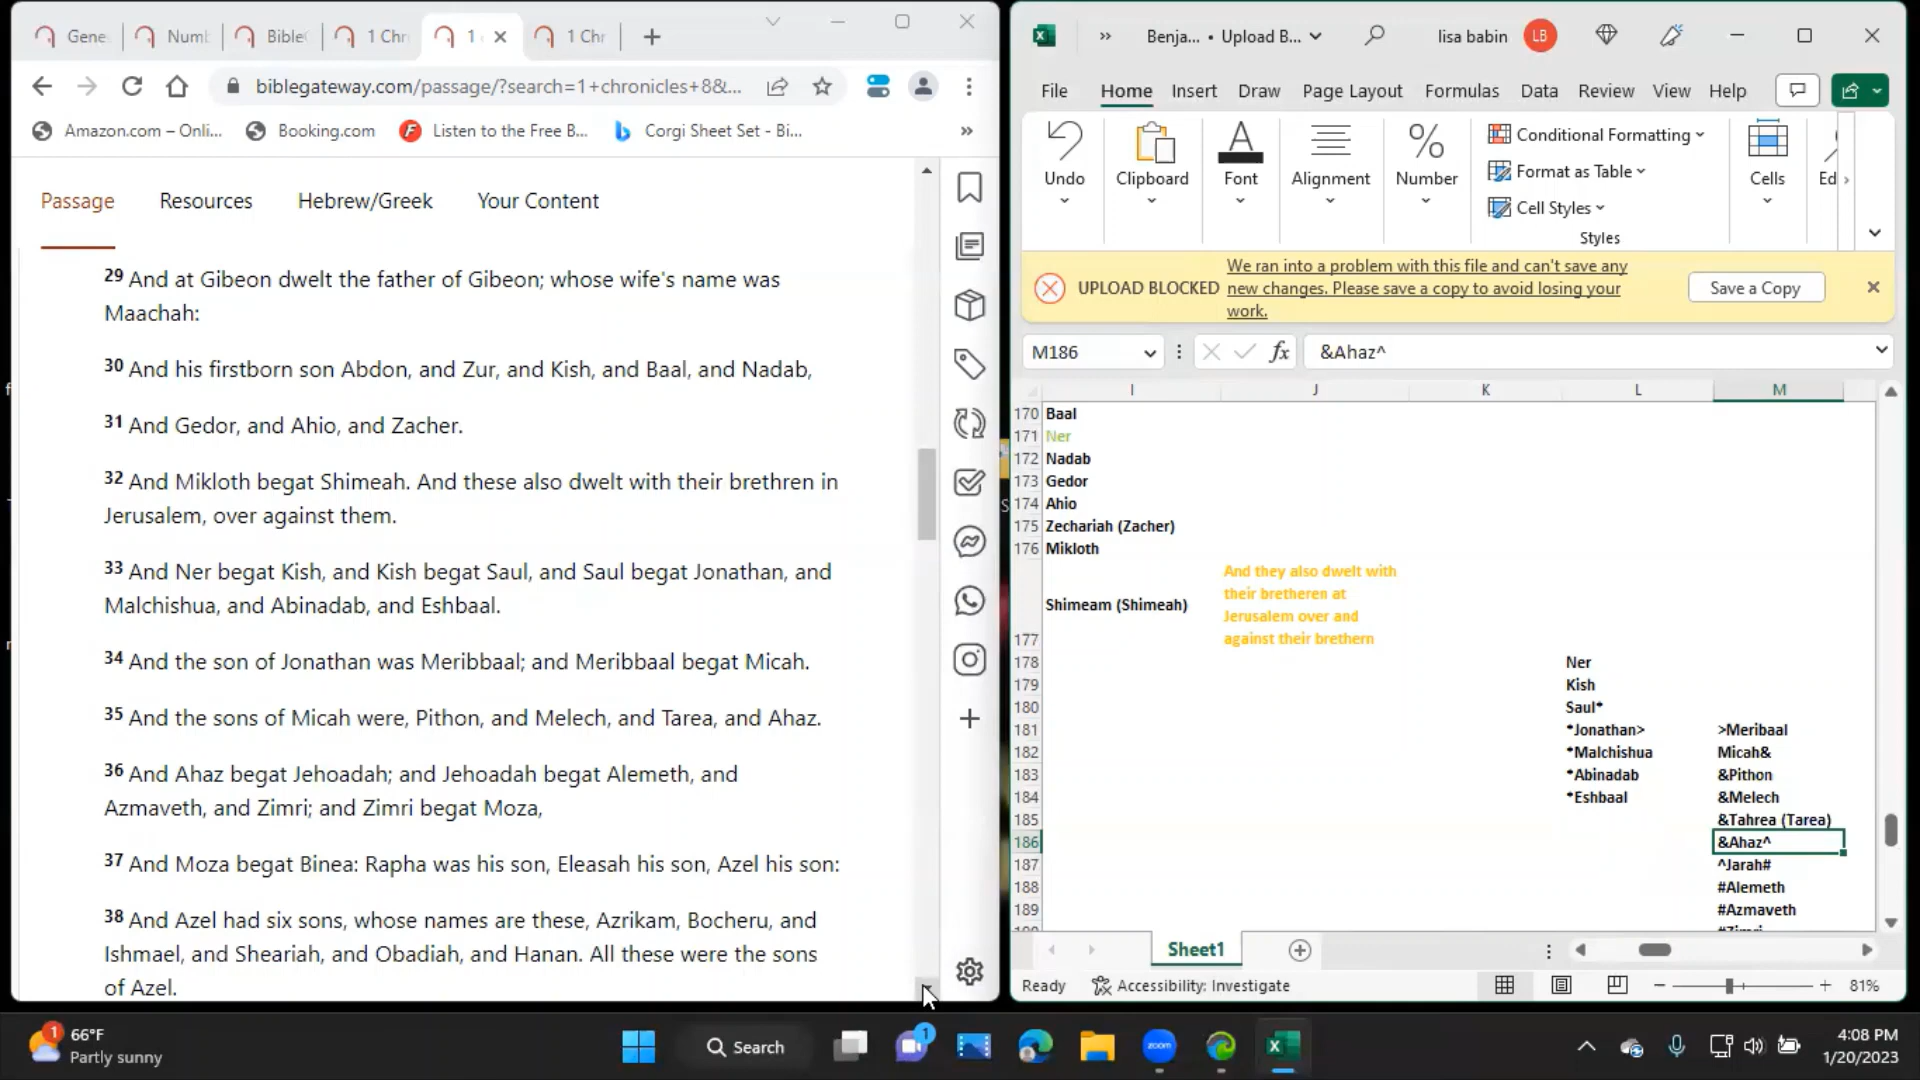 Gene
Numb
Bible
1 Chr
1
1 Chr
biblegateway.com/passage/?search=1+chronicles+8&...
Amazon.com – Onli...
Booking.com
Listen to the Free B...
Corgi Sheet Set - Bi...
»
Passage
Resources
Hebrew/Greek
Your Content
29 And at Gibeon dwelt the father of Gibeon; whose wife's name was
Maachah:
30 And his firstborn son Abdon, and Zur, and Kish, and Baal, and Nadab,
31 And Gedor, and Ahio, and Zacher.
32 And Mikloth begat Shimeah. And these also dwelt with their brethren in
Jerusalem, over against them.
33 And Ner begat Kish, and Kish begat Saul, and Saul begat Jonathan, and
Malchishua, and Abinadab, and Eshbaal.
34 And the son of Jonathan was Meribbaal; and Meribbaal begat Micah.
35 And the sons of Micah were, Pithon, and Melech, and Tarea, and Ahaz.
36 And Ahaz begat Jehoadah; and Jehoadah begat Alemeth, and
Azmaveth, and Zimri; and Zimri begat Moza,
37 And Moza begat Binea: Rapha was his son, Eleasah his son, Azel his son:
38 And Azel had six sons, whose names are these, Azrikam, Bocheru, and
Ishmael, and Sheariah, and Obadiah, and Hanan. All these were the sons
of Azel.
» Benja... • Upload B...
lisa babin
LB
File
Home
Insert
Draw
Page Layout
Formulas
Data
Review
View
Help
Undo
Clipboard
Font
Alignment
Number
Conditional Formatting
Format as Table
Cell Styles
Styles
Cells
Ed
UPLOAD BLOCKED
We ran into a problem with this file and can't save any
new changes. Please save a copy to avoid losing your
work.
Save a Copy
M186
fx
&Ahaz^
I J K L M
170 Baal
171 Ner
172 Nadab
173 Gedor
174 Ahio
175 Zechariah (Zacher)
176 Mikloth
177 Shimeam (Shimeah)
And they also dwelt with
their bretheren at
Jerusalem over and
against their brethern
178 Ner
179 Kish
180 Saul*
181 *Jonathan> >Meribaal
182 *Malchishua Micah&
183 *Abinadab &Pithon
184 *Eshbaal &Melech
185 &Tahrea (Tarea)
186 &Ahaz^
187 ^Jarah#
188 #Alemeth
189 #Azmaveth
#Zimri
Sheet1
Ready
Accessibility: Investigate
81%
1
66°F
Partly sunny
Search
1
zoom
4:08 PM
1/20/2023